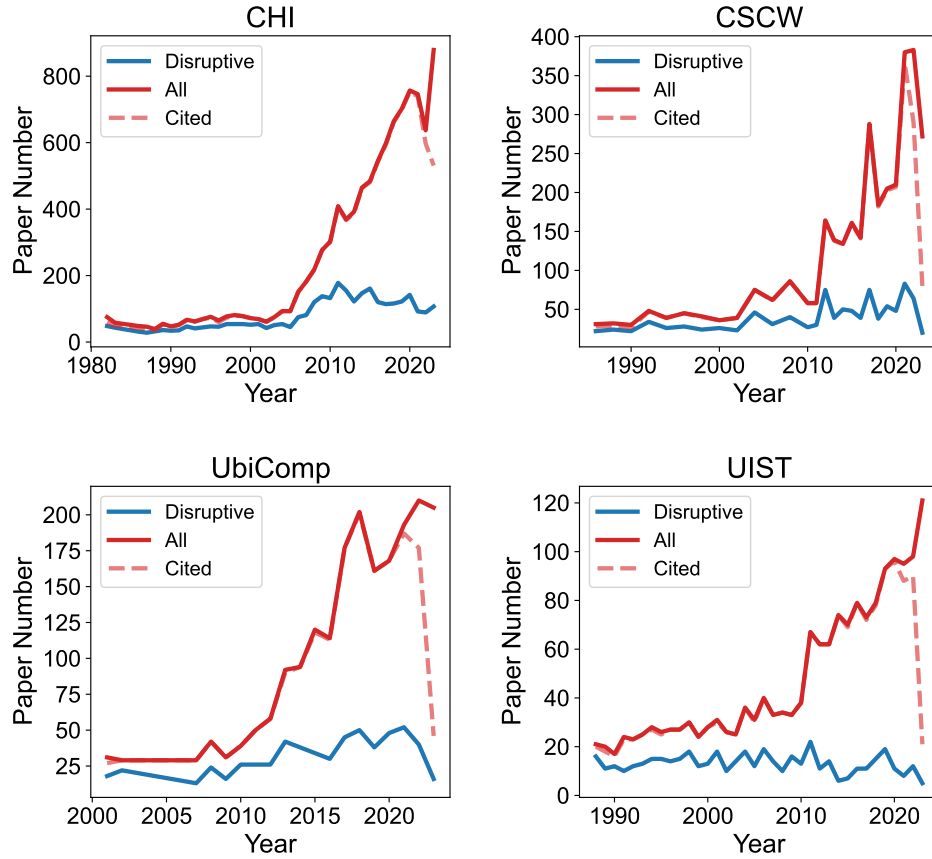 CHI
Disruptive
All
Cited
Paper Number
800
600
400
200
0
1980 1990 2000 2010 2020
Year
CSCW
Disruptive
All
Cited
Paper Number
400
350
300
250
200
150
100
50
1990 2000 2010 2020
Year
UbiComp
Disruptive
All
Cited
Paper Number
200
175
150
125
100
75
50
25
2000 2005 2010 2015 2020
Year
UIST
Disruptive
All
Cited
Paper Number
120
100
80
60
40
20
0
1990 2000 2010 2020
Year